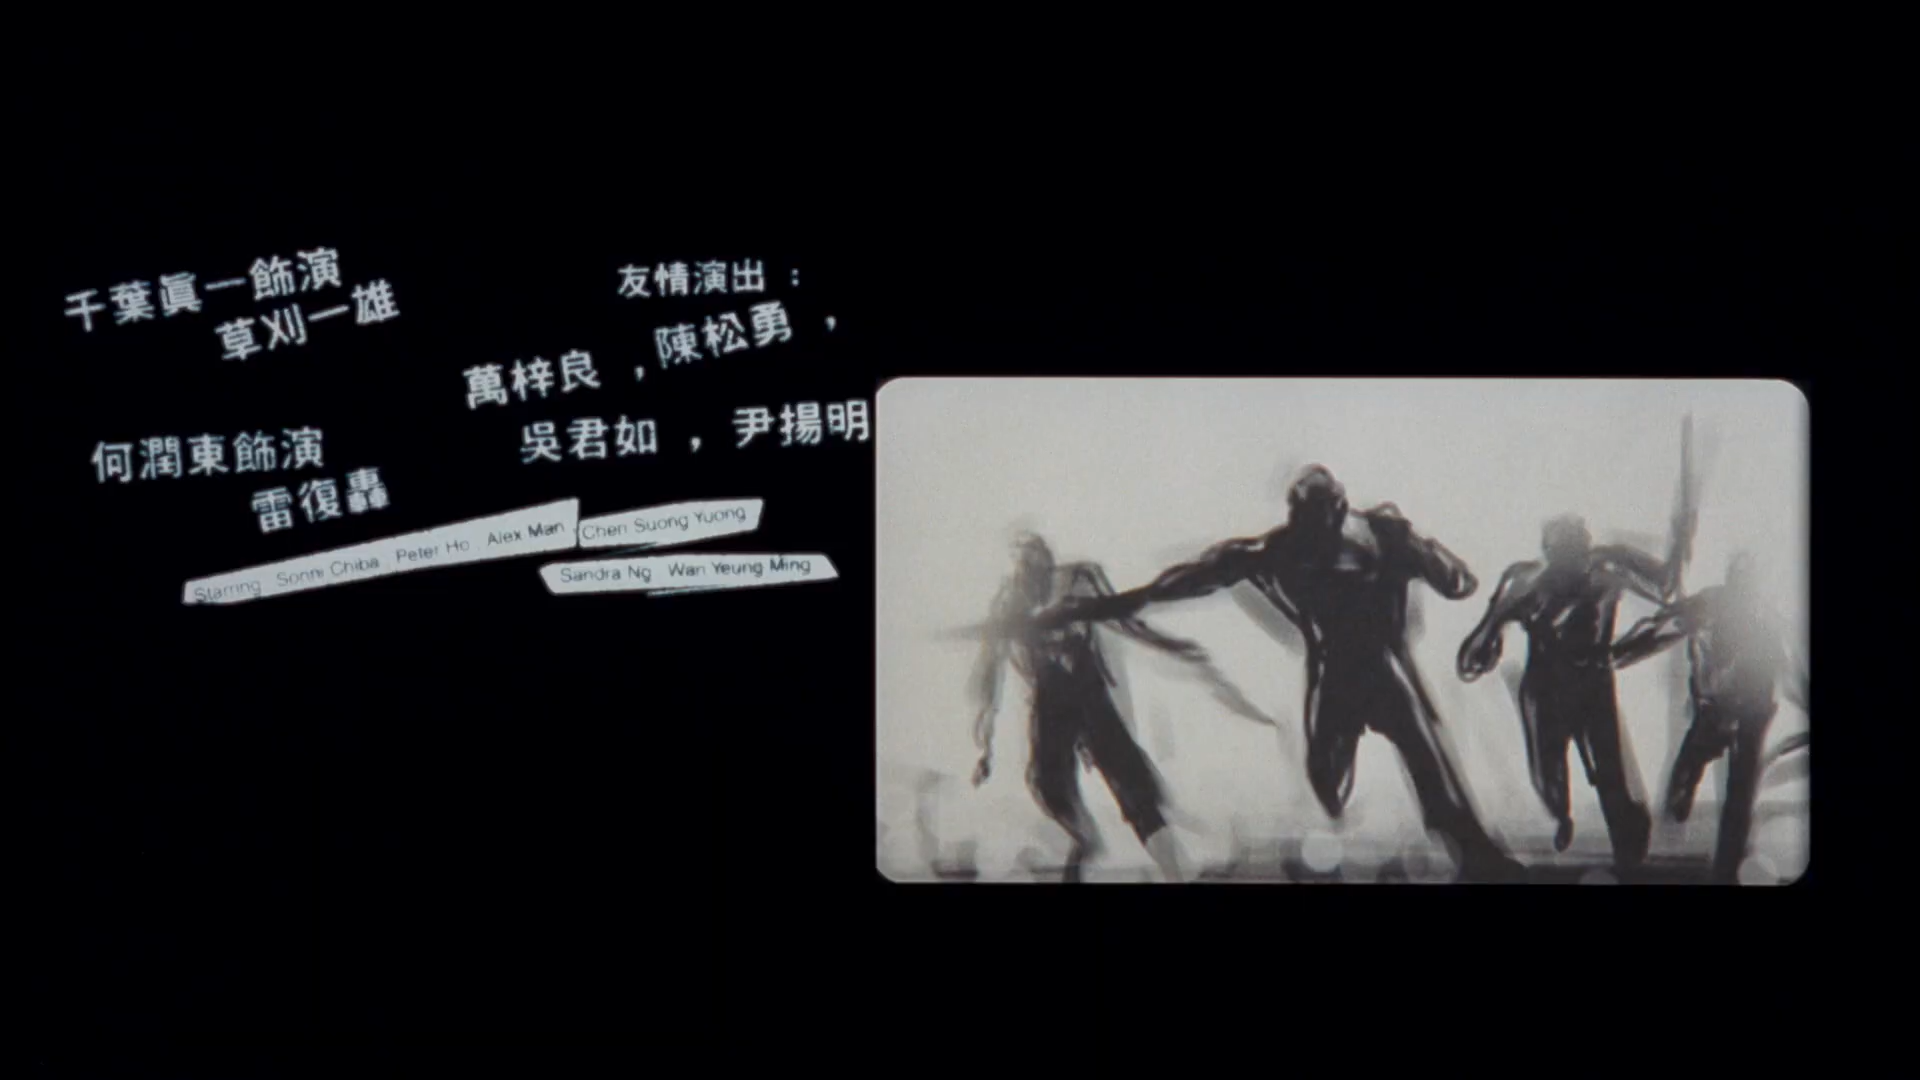 千葉眞一飾演
草刈一雄
何潤東飾演
雷復轟
友情演出：
萬梓良，陳松勇，
吳君如，尹揚明
Starring Sonni Chiba Peter Ho Alex Man Chen Suong Yuong
Sandra Ng Wan Yeung Ming